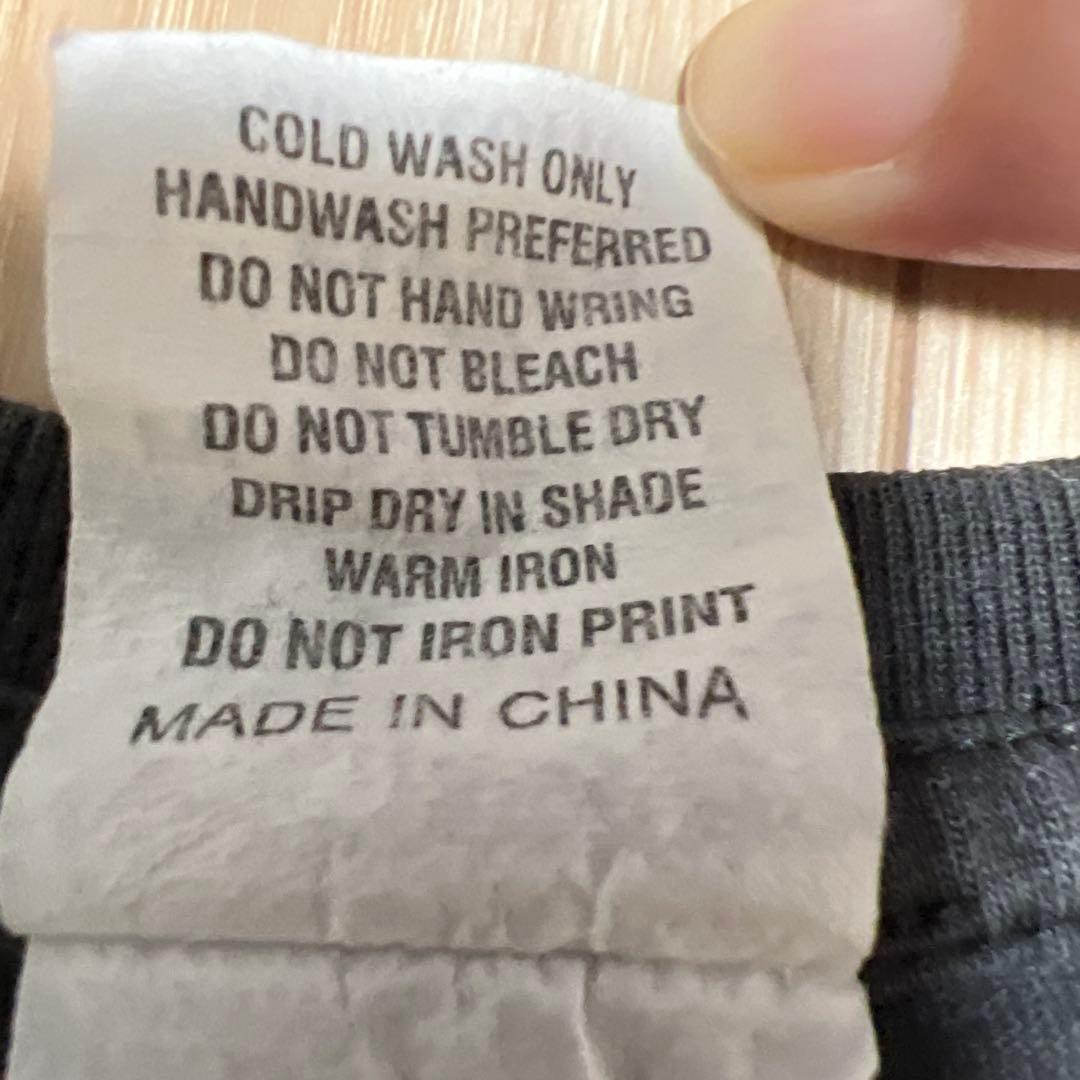 COLD WASH ONLY
HANDWASH PREFERRED
DO NOT HAND WRING
DO NOT BLEACH
DO NOT TUMBLE DRY
DRIP DRY IN SHADE
WARM IRON
DO NOT IRON PRINT
MADE IN CHINA